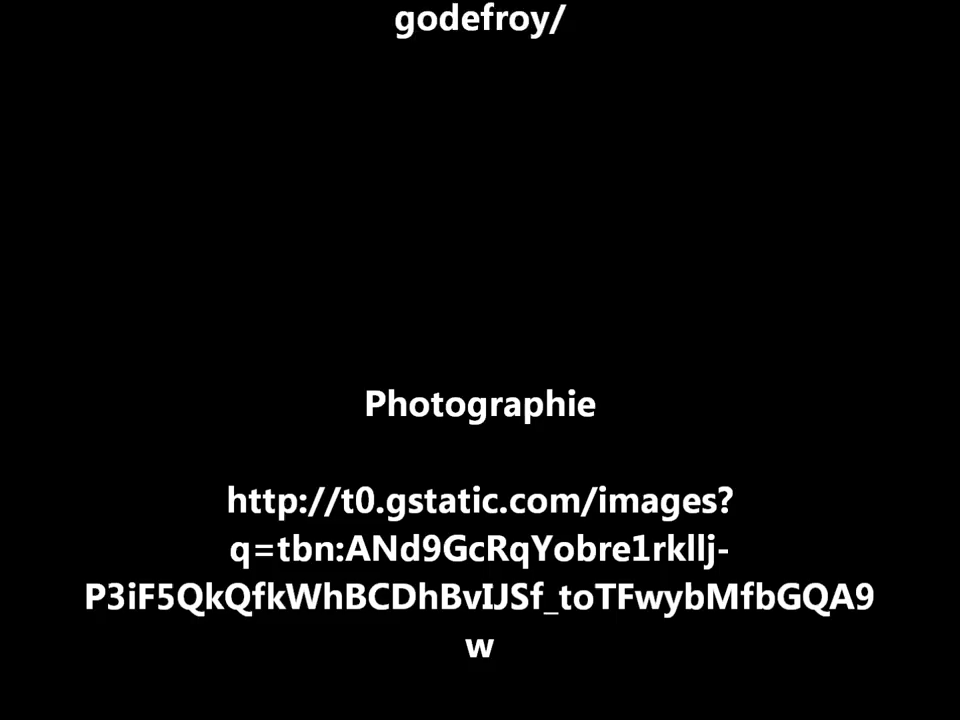 godefroy/
Photographie
http://t0.gstatic.com/images?
q=tbn:ANd9GcRqYobre1rkllj-
P3iF5QkQfkWhBCDhBvIJSf_toTFwybMfbGQA9
w